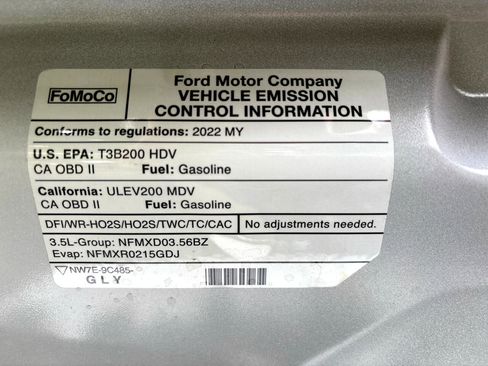 FoMoCo
Ford Motor Company
VEHICLE EMISSION
CONTROL INFORMATION
Conforms to regulations: 2022 MY
U.S. EPA: T3B200 HDV
CA OBD II Fuel: Gasoline
California: ULEV200 MDV
CA OBD II Fuel: Gasoline
DFI/WR-HO2S/HO2S/TWC/TC/CAC No adjustments needed.
3.5L-Group: NFMXD03.56BZ
Evap: NFMXR0215GDJ
NW7E-9C485-
GLY